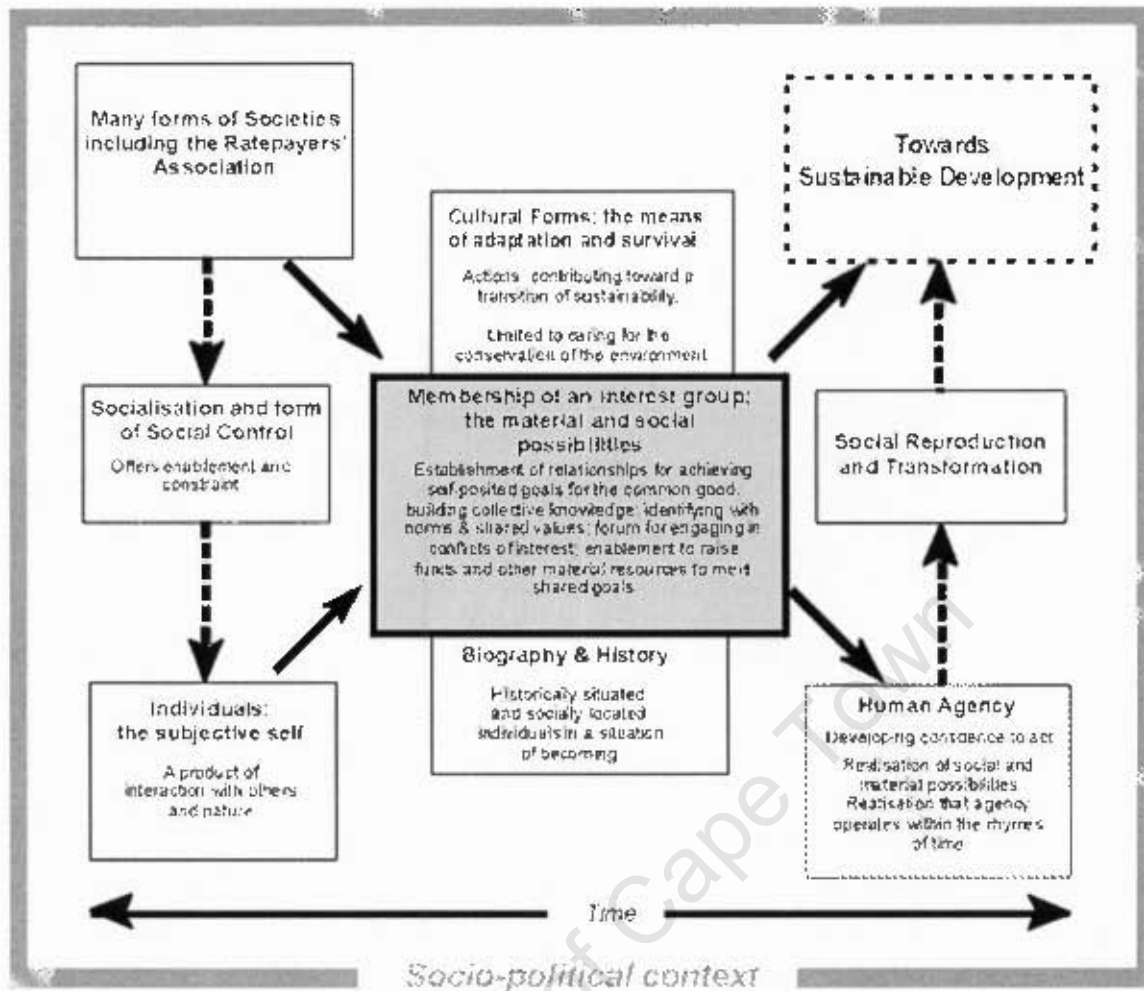 Many forms of Societies
including the Ratepayers'
Association
Socialisation and form
of Social Control
Offers enablement and
constraint
Individuals:
the subjective self
A product of
interaction with others
and nature
Cultural Forms: the means
of adaptation and survival
Actions contributing toward a
transition of sustainability.
Limited to caring for the
conservation of the environment
Membership of an interest group;
the material and social
possibilities
Establishment of relationships for achieving
self-posited goals for the common good;
building collective knowledge; identifying with
norms & shared values; forum for engaging in
conflicts of interest; enablement to raise
funds and other material resources to meet
shared goals
Biography & History
Historically situated
and socially located
individuals in a situation
of becoming
Towards
Sustainable Development
Social Reproduction
and Transformation
Human Agency
Developing confidence to act
Realisation of social and
material possibilities
Realisation that agency
operates within the rhymes
of time
Time
Socio-political context
of Cape Town